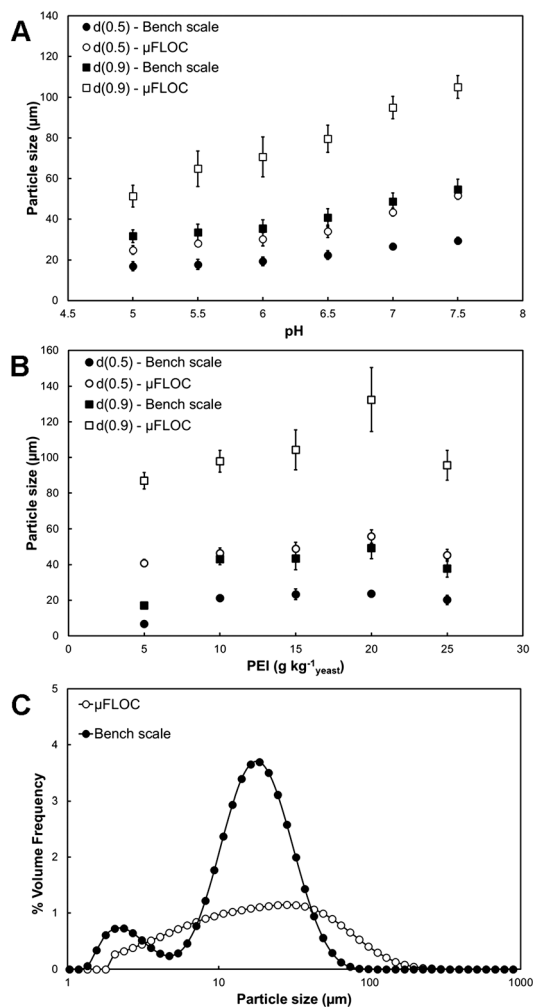 A
d(0.5) - Bench scale
d(0.5) - µFLOC
d(0.9) - Bench scale
d(0.9) - µFLOC
Particle size (µm)
140
120
100
80
60
40
20
0
4.5 5 5.5 6 6.5 7 7.5 8
pH
B
d(0.5) - Bench scale
d(0.5) - µFLOC
d(0.9) - Bench scale
d(0.9) - µFLOC
Particle size (µm)
160
140
120
100
80
60
40
20
0
0 5 10 15 20 25 30
PEI (g kg-1yeast)
C
µFLOC
Bench scale
% Volume Frequency
5
4
3
2
1
0
1 10 100 1000
Particle size (µm)